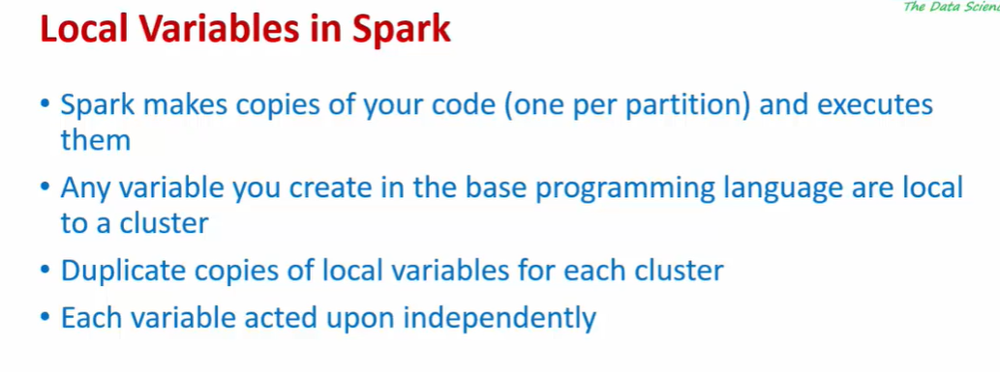 The Data Scien
Local Variables in Spark
• Spark makes copies of your code (one per partition) and executes
them
• Any variable you create in the base programming language are local
to a cluster
• Duplicate copies of local variables for each cluster
• Each variable acted upon independently